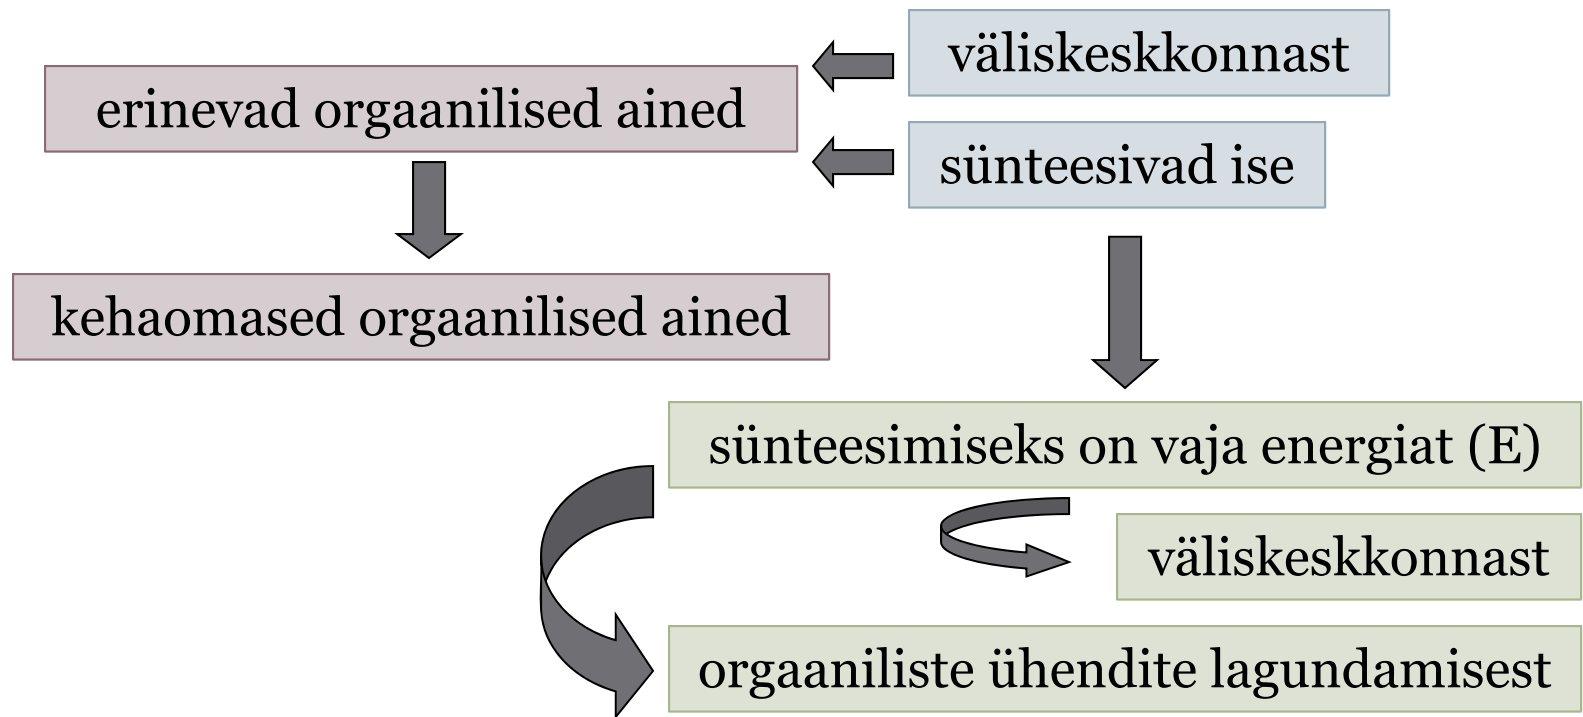 väliskeskkonnast
erinevad orgaanilised ained
sünteesivad ise
kehaomased orgaanilised ained
sünteesimiseks on vaja energiat (E)
väliskeskkonnast
orgaaniliste ühendite lagundamisest